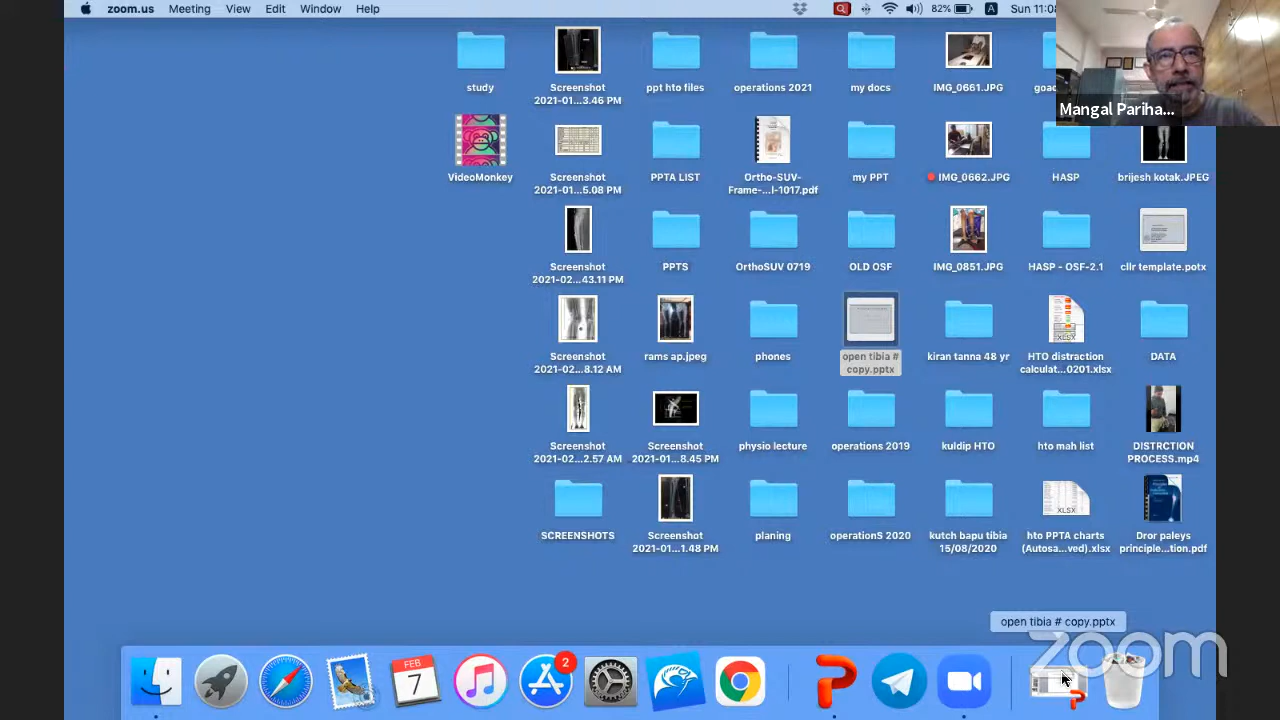 zoom.us Meeting View Edit Window Help
82% A Sun 11:08
Mangal Pariha...
study
Screenshot
2021-01...3.46 PM
ppt hto files
operations 2021
my docs
IMG_0661.JPG
VideoMonkey
Screenshot
2021-01...5.08 PM
PPTA LIST
Ortho-SUV-
Frame-...l-1017.pdf
my PPT
IMG_0662.JPG
HASP
brijesh kotak.JPEG
Screenshot
2021-02...43.11 PM
PPTS
OrthoSUV 0719
OLD OSF
IMG_0851.JPG
HASP - OSF-2.1
cllr template.potx
Screenshot
2021-02...8.12 AM
rams ap.jpeg
phones
open tibia #
copy.pptx
kiran tanna 48 yr
XLSX
HTO distraction
calculat...0201.xlsx
DATA
Screenshot
2021-02...2.57 AM
Screenshot
2021-01...8.45 PM
physio lecture
operations 2019
kuldip HTO
hto mah list
DISTRCTION
PROCESS.mp4
SCREENSHOTS
Screenshot
2021-01...1.48 PM
planing
operationS 2020
kutch bapu tibia
15/08/2020
XLSX
hto PPTA charts
(Autosa...ved).xlsx
Dror paleys
principle...tion.pdf
open tibia # copy.pptx
zoom
FEB
7
2